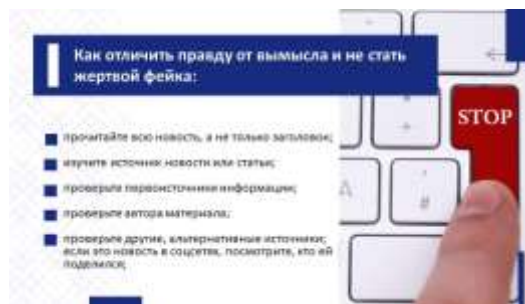 Как отличить правду от вымысла и не стать
жертвой фейка:
прочитайте всю новость, а не только заголовок;
изучите источник новости или статьи;
проверьте первоисточники информации;
проверьте автора материала;
проверьте другие, альтернативные источники;
если это новость в соцсетях, посмотрите, кто ей
поделился;
STOP
#